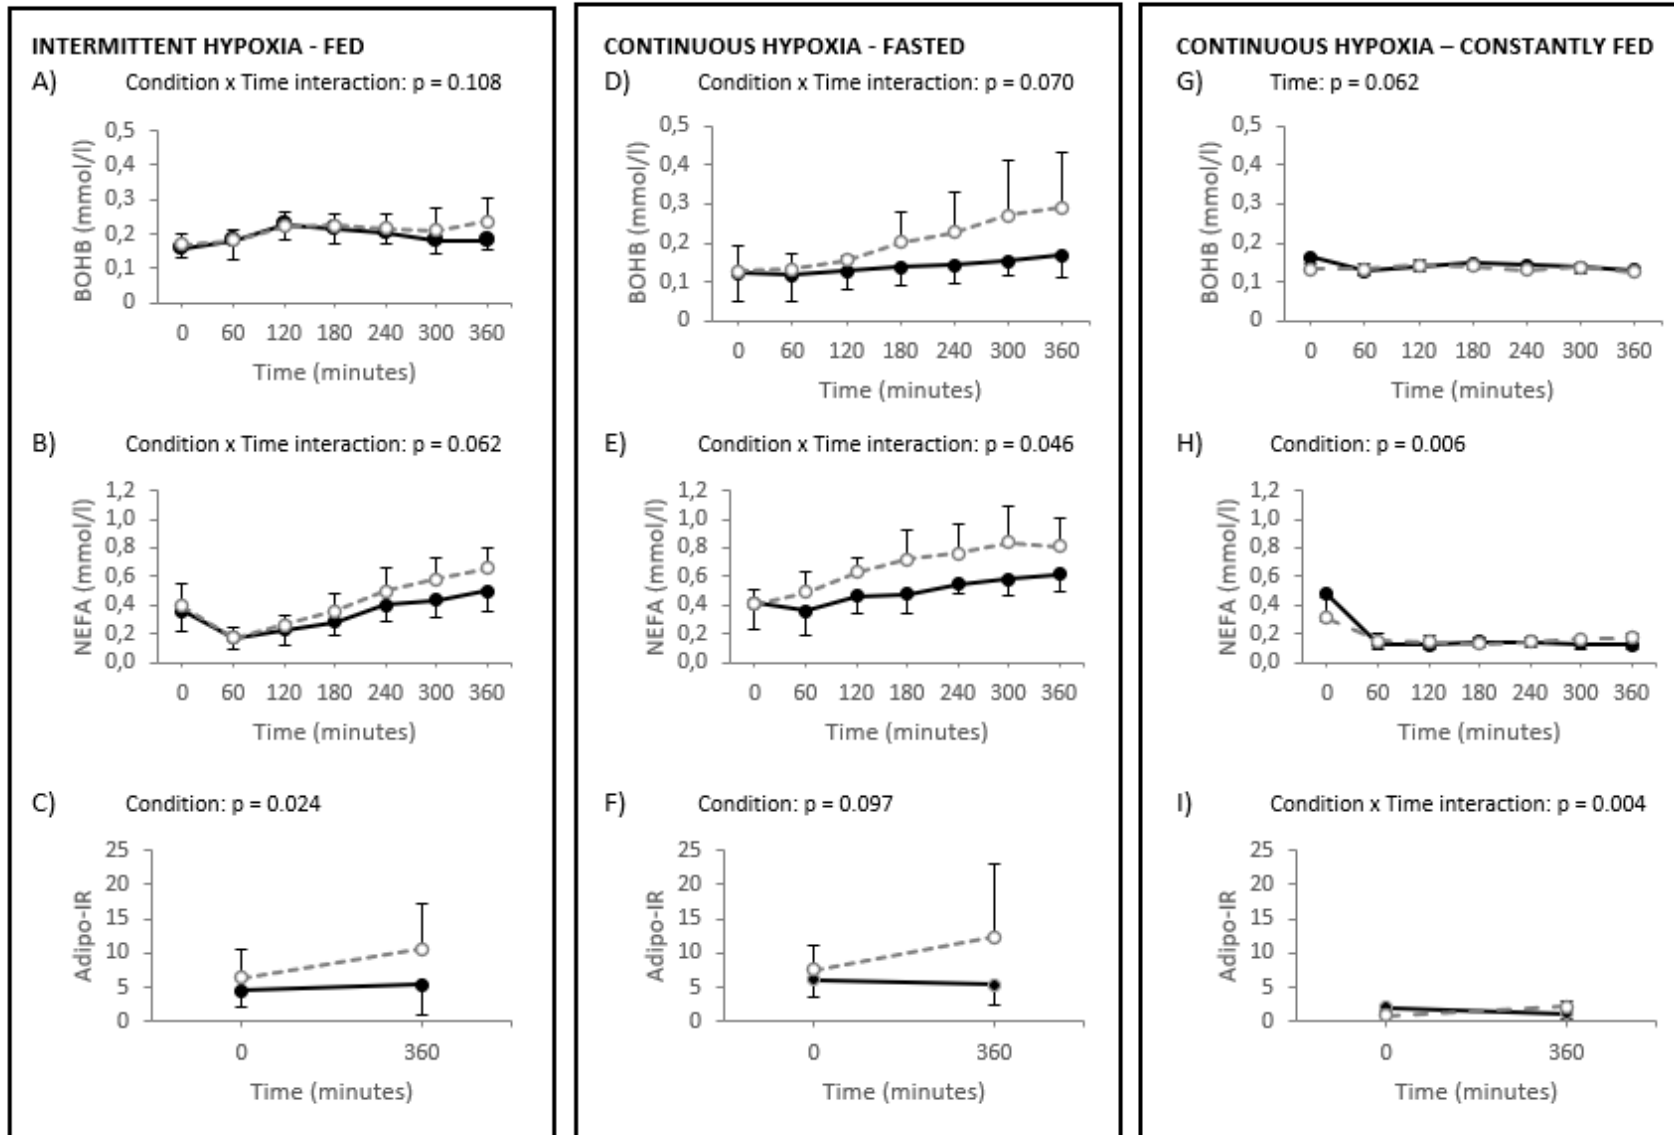 INTERMITTENT HYPOXIA - FED
A) Condition x Time interaction: p = 0.108
BOHB (mmol/l)
0,5
0,4
0,3
0,2
0,1
0
0 60 120 180 240 300 360
Time (minutes)
B) Condition x Time interaction: p = 0.062
NEFA (mmol/l)
1,2
1,0
0,8
0,6
0,4
0,2
0,0
0 60 120 180 240 300 360
Time (minutes)
C) Condition: p = 0.024
Adipo-IR
25
20
15
10
5
0
0 360
Time (minutes)
CONTINUOUS HYPOXIA - FASTED
D) Condition x Time interaction: p = 0.070
BOHB (mmol/l)
0,5
0,4
0,3
0,2
0,1
0
0 60 120 180 240 300 360
Time (minutes)
E) Condition x Time interaction: p = 0.046
NEFA (mmol/l)
1,2
1,0
0,8
0,6
0,4
0,2
0,0
0 60 120 180 240 300 360
Time (minutes)
F) Condition: p = 0.097
Adipo-IR
25
20
15
10
5
0
0 360
Time (minutes)
CONTINUOUS HYPOXIA – CONSTANTLY FED
G) Time: p = 0.062
BOHB (mmol/l)
0,5
0,4
0,3
0,2
0,1
0
0 60 120 180 240 300 360
Time (minutes)
H) Condition: p = 0.006
NEFA (mmol/l)
1,2
1,0
0,8
0,6
0,4
0,2
0,0
0 60 120 180 240 300 360
Time (minutes)
I) Condition x Time interaction: p = 0.004
Adipo-IR
25
20
15
10
5
0
0 360
Time (minutes)